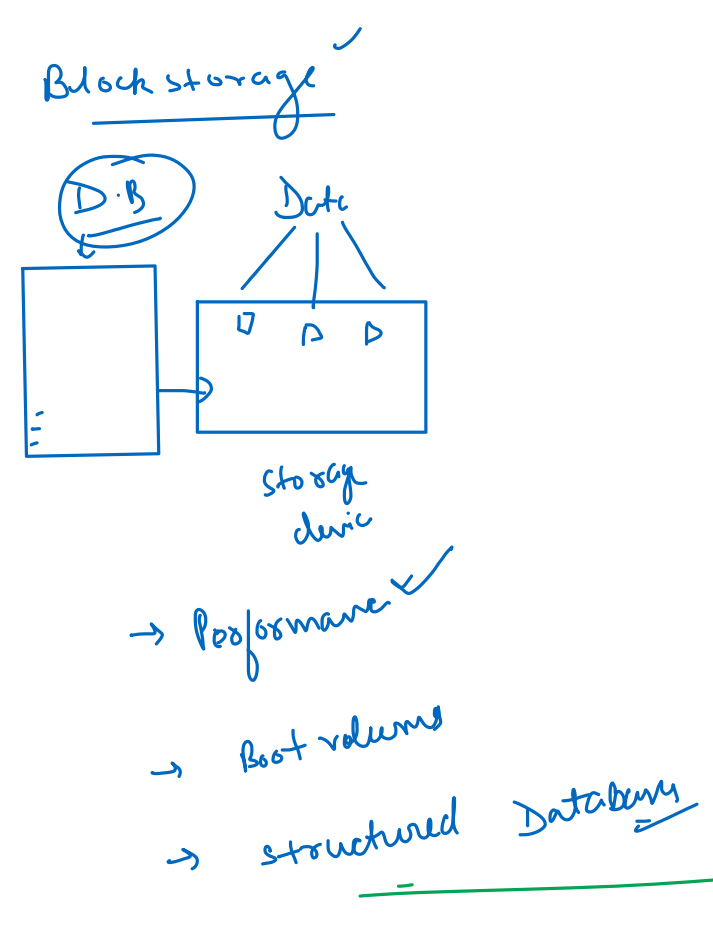 Block storage
D.B
Data
storage
device
→ Performance
→ Boot volumes
→ structured Databases